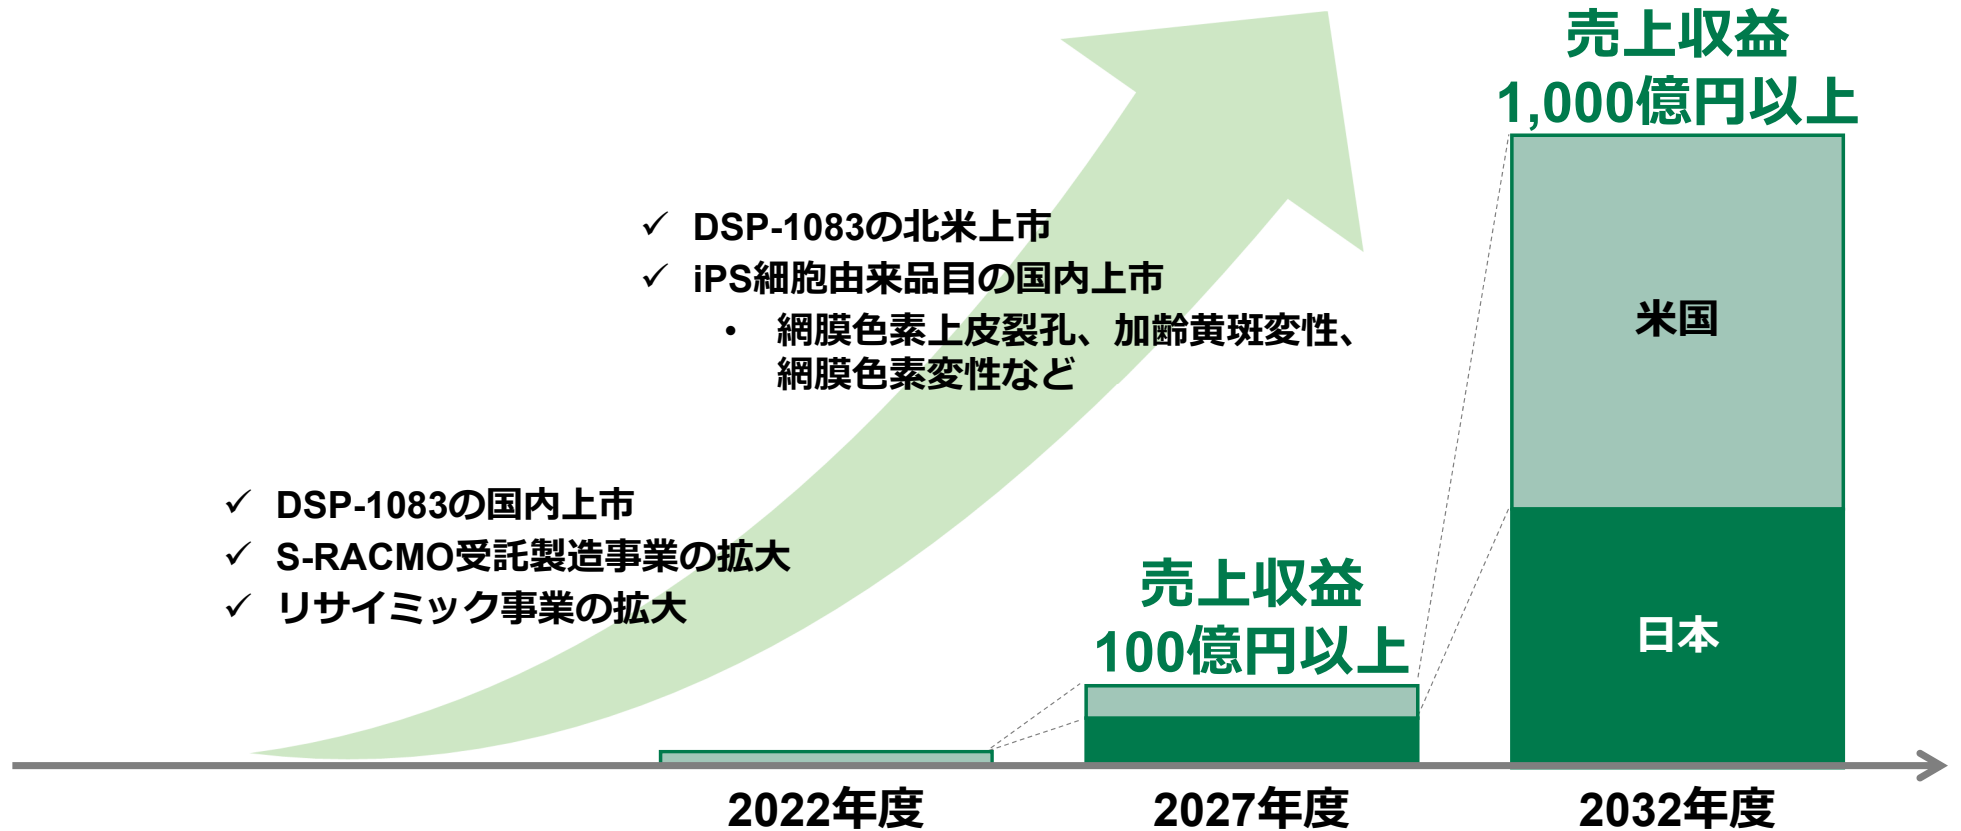 売上収益
1,000億円以上
✓ DSP-1083の北米上市
✓ iPS細胞由来品目の国内上市
• 網膜色素上皮裂孔、加齢黄斑変性、
網膜色素変性など
米国
✓ DSP-1083の国内上市
✓ S-RACMO受託製造事業の拡大
✓ リサイミック事業の拡大
売上収益
100億円以上
日本
2022年度
2027年度
2032年度